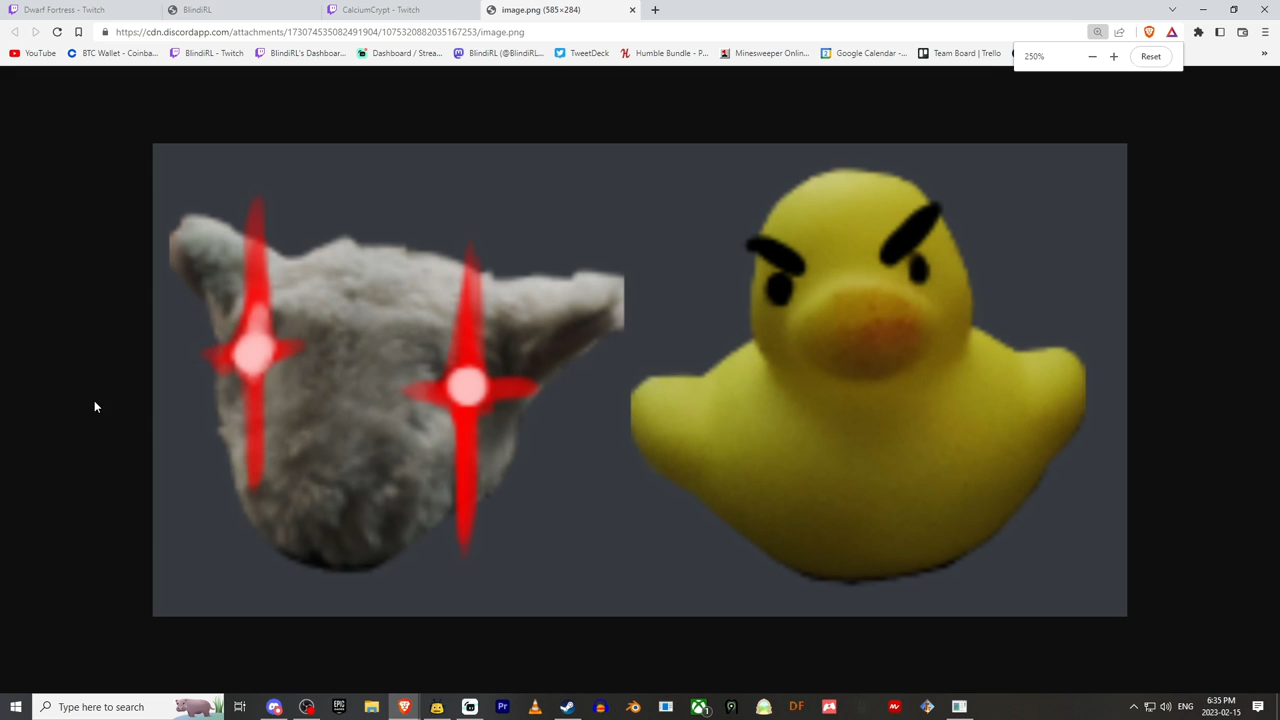 Dwarf Fortress - Twitch
BlindiRL
CalciumCrypt - Twitch
image.png (585×284)
https://cdn.discordapp.com/attachments/173074535082491904/1075320882035167253/image.png
YouTube
BTC Wallet - Coinba...
BlindiRL - Twitch
BlindiRL's Dashboar...
Dashboard / Strea...
BlindiRL (@BlindiRL...
TweetDeck
Humble Bundle - P...
Minesweeper Onlin...
Google Calendar -...
Team Board | Trello
250%
Reset
Type here to search
DF
ENG
6:35 PM
2023-02-15